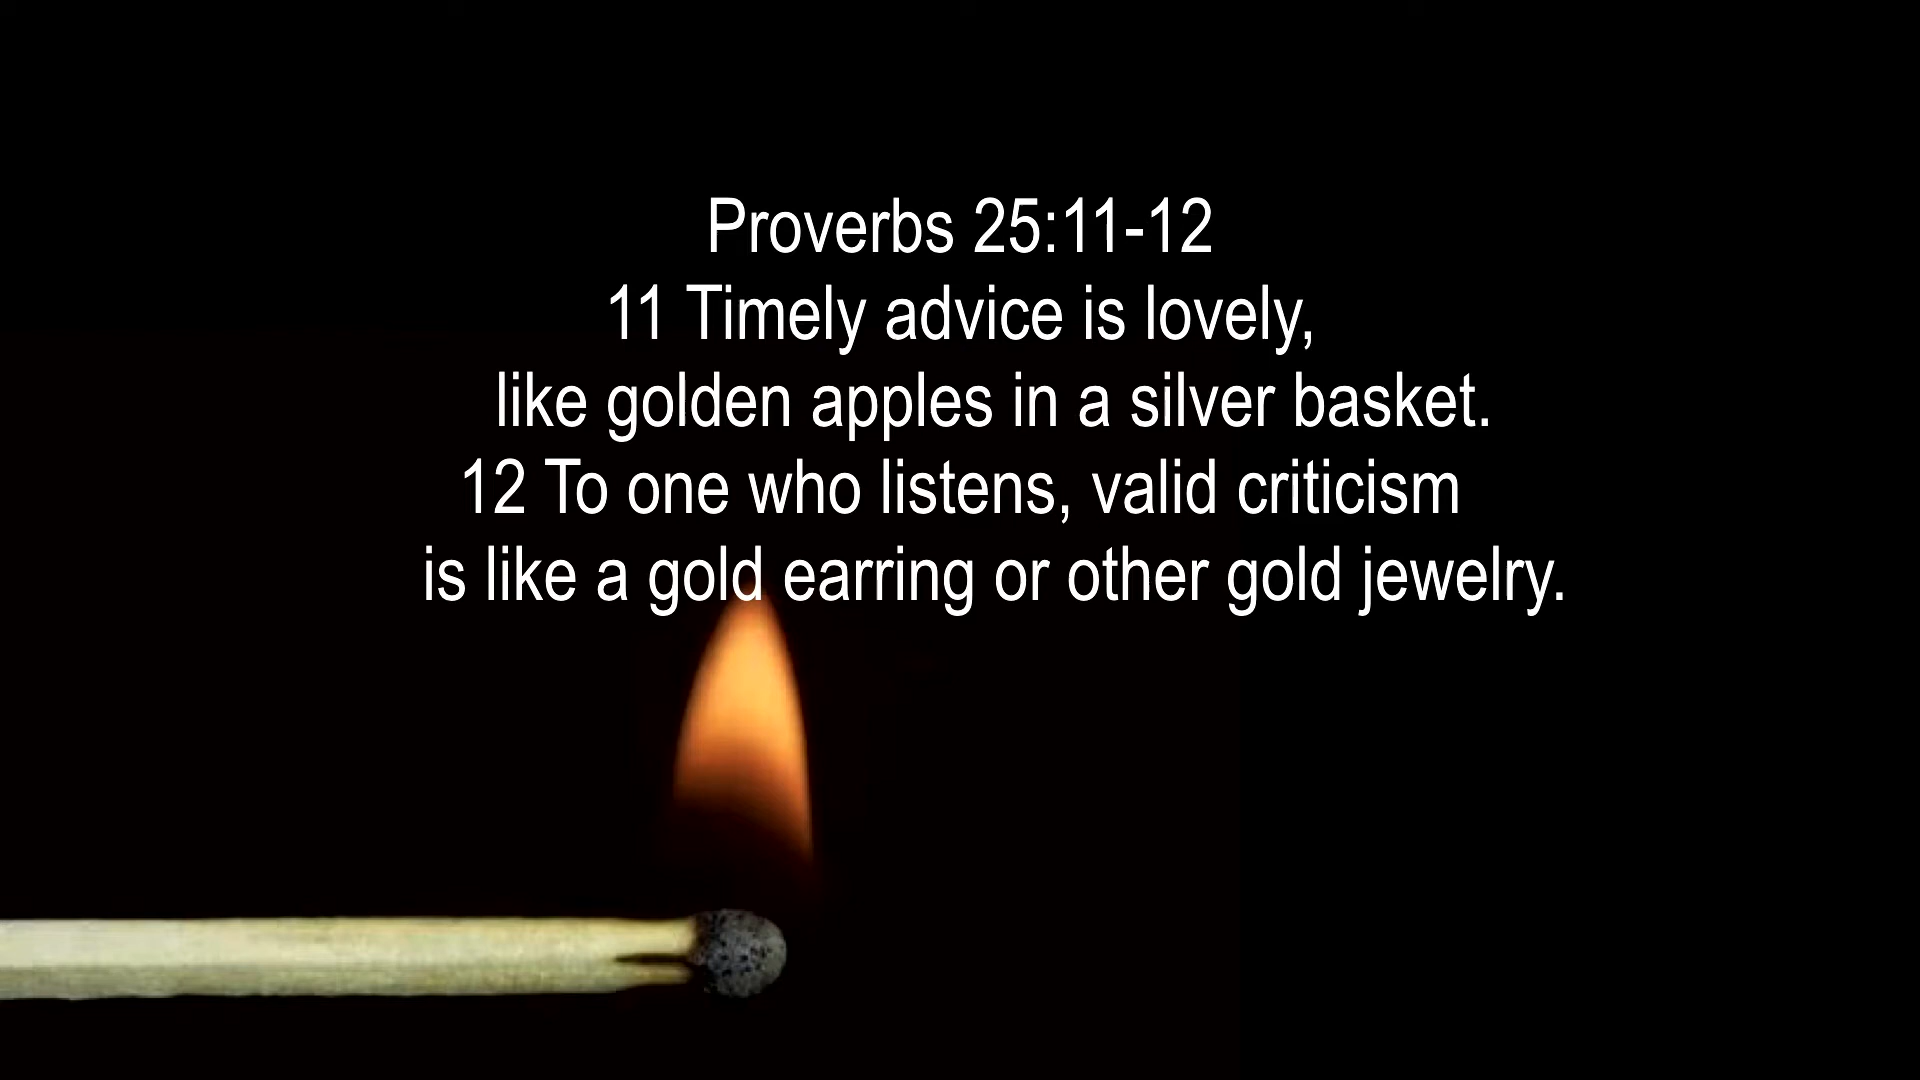 Proverbs 25:11-12
11 Timely advice is lovely,
like golden apples in a silver basket.
12 To one who listens, valid criticism
is like a gold earring or other gold jewelry.